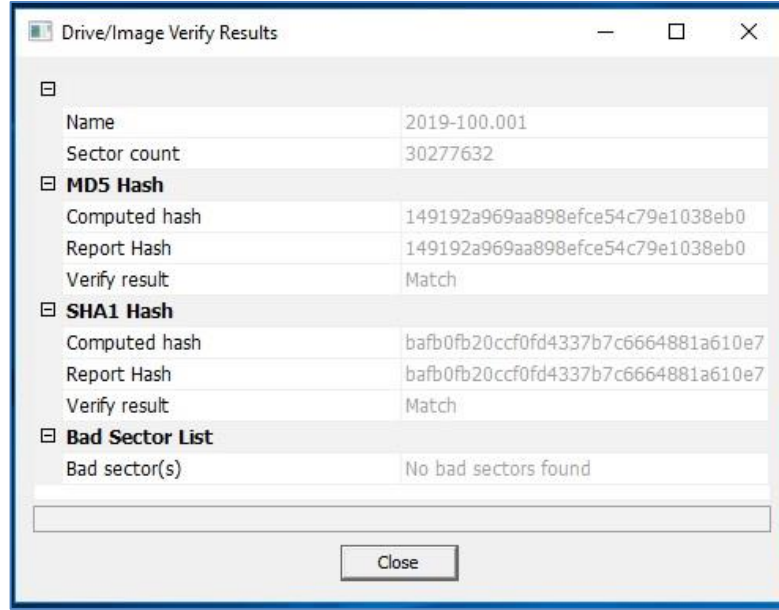 Drive/Image Verify Results
Name 2019-100.001
Sector count 30277632
MD5 Hash
Computed hash 149192a969aa898efce54c79e1038eb0
Report Hash 149192a969aa898efce54c79e1038eb0
Verify result Match
SHA1 Hash
Computed hash bafb0fb20ccf0fd4337b7c6664881a610e7
Report Hash bafb0fb20ccf0fd4337b7c6664881a610e7
Verify result Match
Bad Sector List
Bad sector(s) No bad sectors found
Close